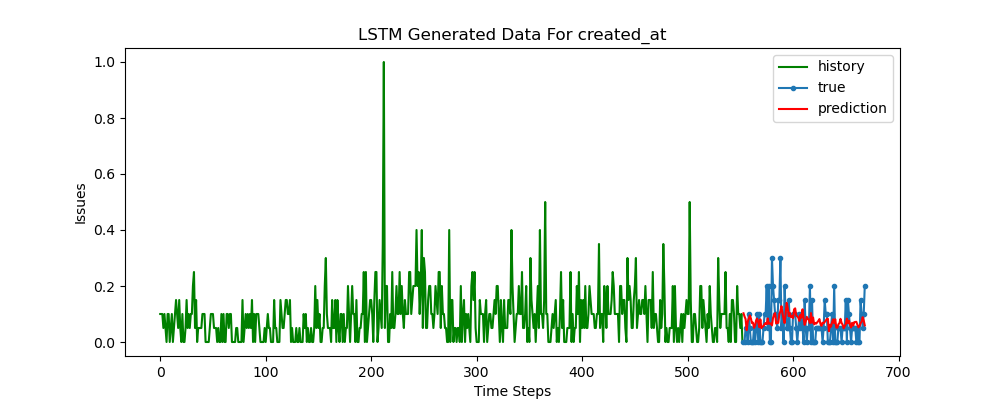 LSTM Generated Data For created_at
history
true
prediction
Issues
1.0
0.8
0.6
0.4
0.2
0.0
0
100
200
300
400
500
600
700
Time Steps